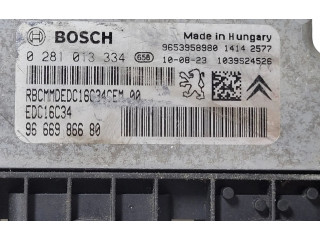 BOSCH
Made in Hungary
9653958980 1414 2577
0 281 013 334 658 10-08-23 1039S24526
RBCMMDEDC16C34CEM 00
EDC16C34
96 669 866 80